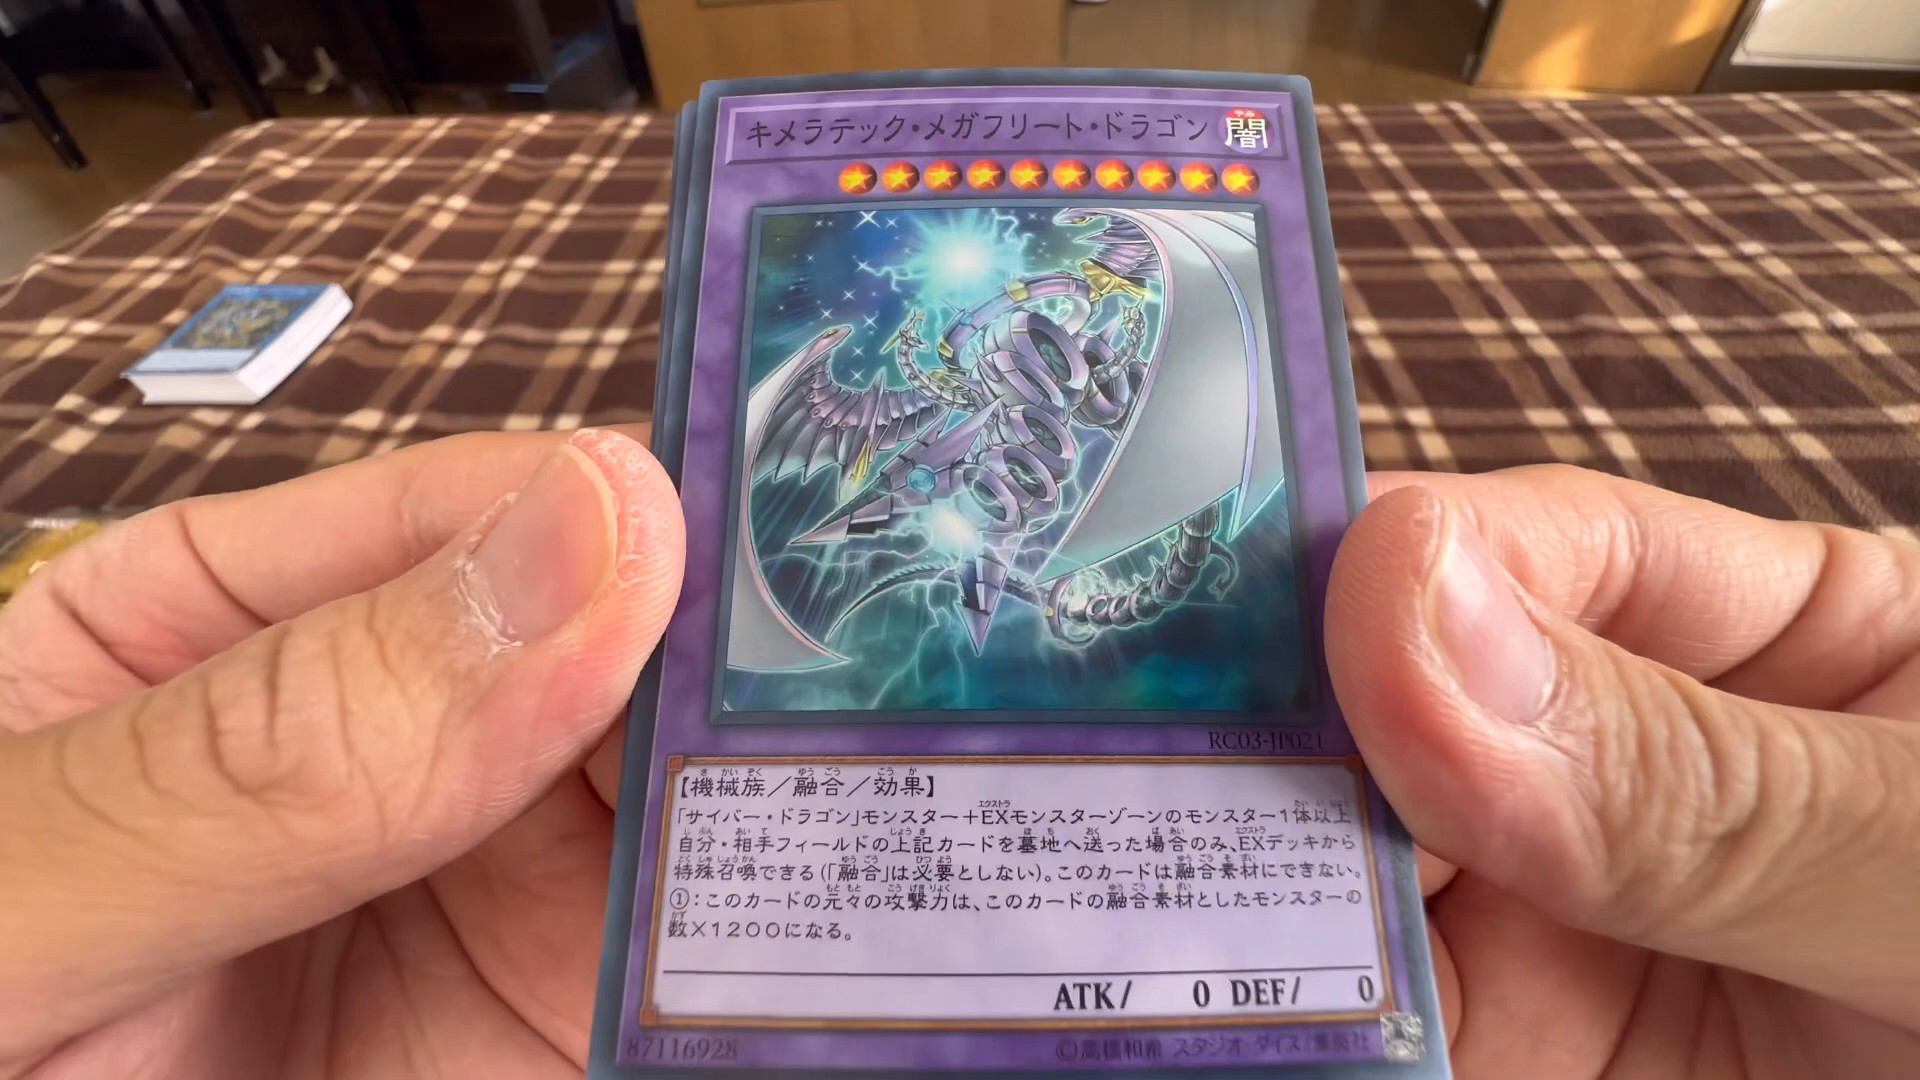 キメラテック・メガフリート・ドラゴン 闇
RC03-JP021
【機械族／融合／効果】
「サイバー・ドラゴン」モンスター＋EXモンスターゾーンのモンスター1体以上
自分・相手フィールドの上記カードを墓地へ送った場合のみ、EXデッキから
特殊召喚できる(「融合」は必要としない)。このカードは融合素材にできない。
①：このカードの元々の攻撃力は、このカードの融合素材としたモンスターの
数×1200になる。
ATK/ 0 DEF/ 0
87116928 ©高橋和希 スタジオ・ダイス/集英社